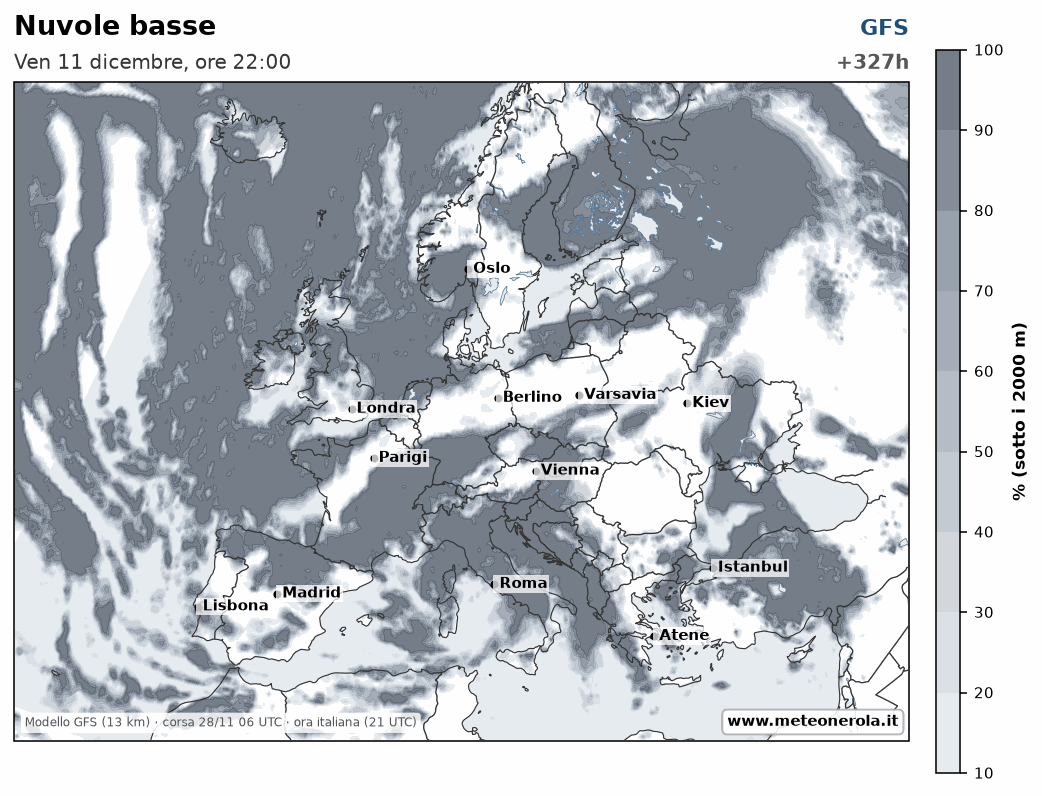 Nuvole basse
GFS
Ven 11 dicembre, ore 22:00
+327h
100
90
80
70
60
50
40
30
20
10
% (sotto i 2000 m)
Oslo
Berlino
Varsavia
Kiev
Londra
Parigi
Vienna
Istanbul
Roma
Madrid
Lisbona
Atene
Modello GFS (13 km) · corsa 28/11 06 UTC · ora italiana (21 UTC)
www.meteonerola.it